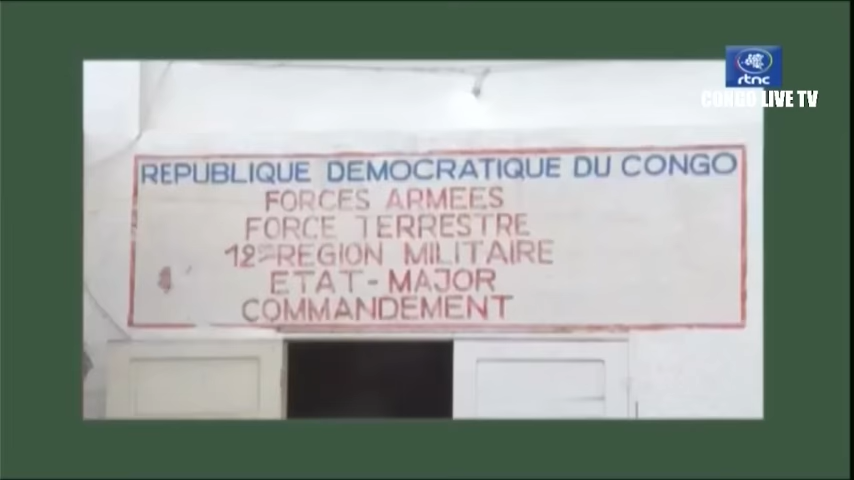 rtnc
CONGO LIVE TV
REPUBLIQUE DEMOCRATIQUE DU CONGO
FORCES ARMEES
FORCE TERRESTRE
12ème REGION MILITAIRE
ETAT-MAJOR
COMMANDEMENT